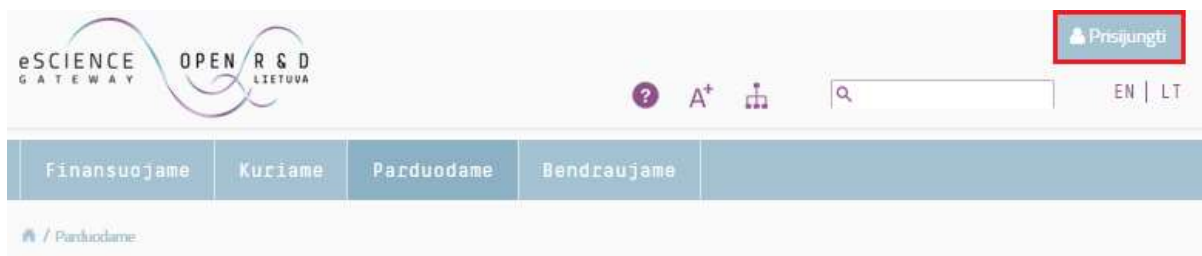 Prisijungti
eSCIENCE OPEN R & D
GATEWAY LIETUVA
? A+ EN | LT
Finansuojame Kuriame Parduodame Bendraujame
/ Parduodame